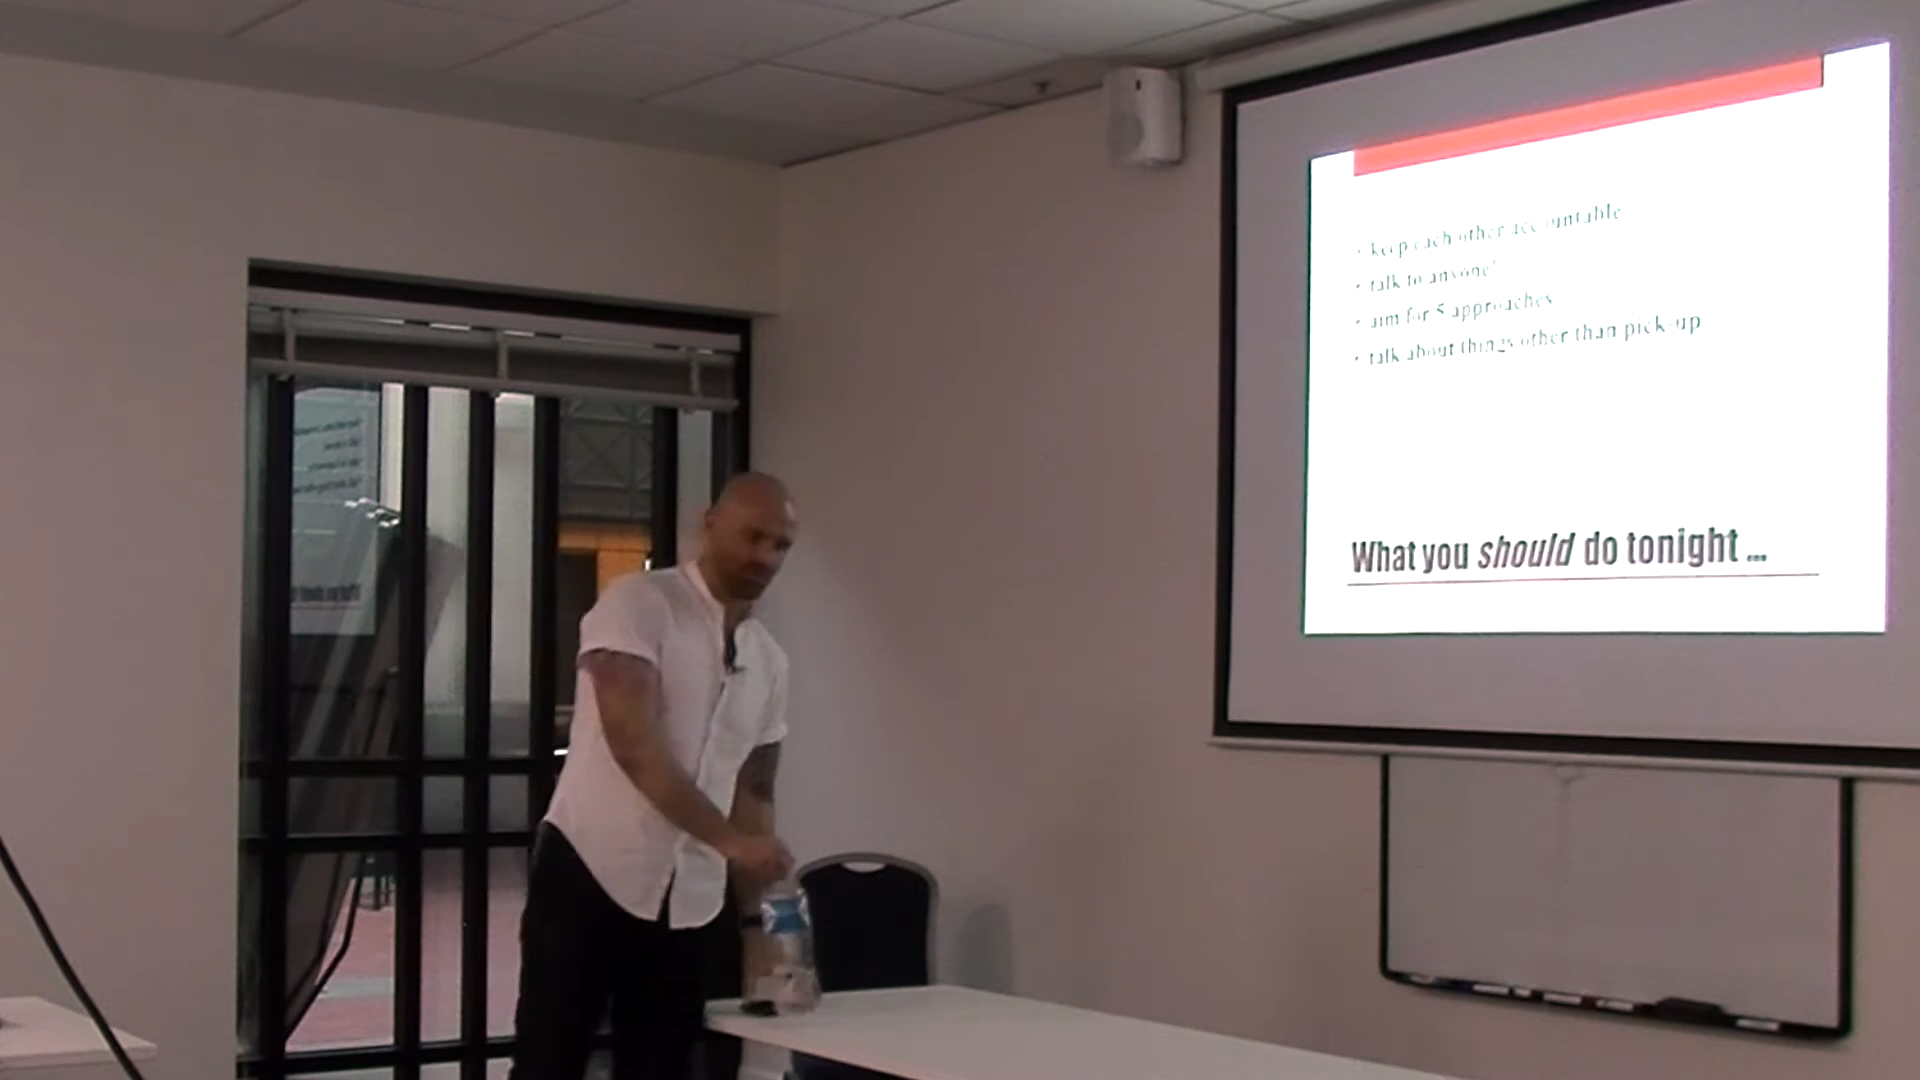 • keep each other accountable
• talk to anyone!
• aim for 5 approaches
• talk about things other than pick-up
What you should do tonight ...